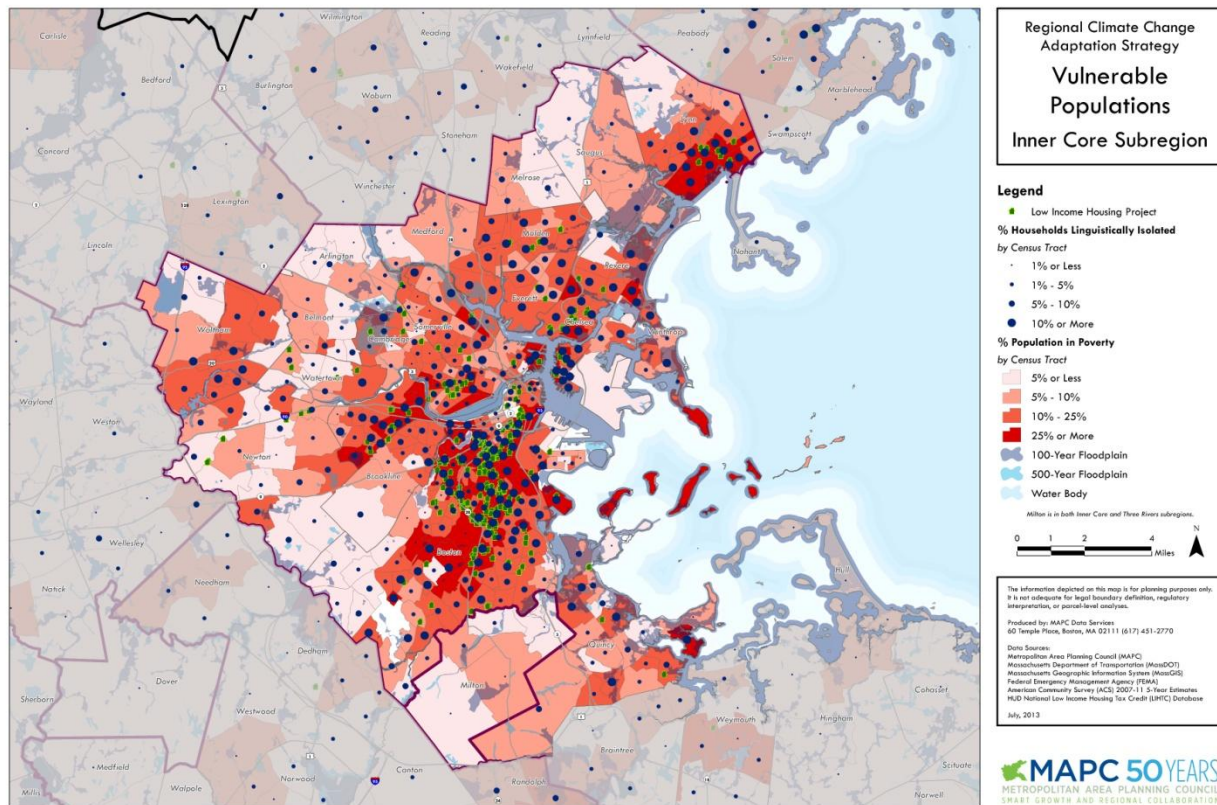 Regional Climate Change
Adaptation Strategy
Vulnerable
Populations
Inner Core Subregion
Legend
Low Income Housing Project
% Households Linguistically Isolated
by Census Tract
1% or Less
1% - 5%
5% - 10%
10% or More
% Population in Poverty
by Census Tract
5% or Less
5% - 10%
10% - 25%
25% or More
100-Year Floodplain
500-Year Floodplain
Water Body
Milton is in both Inner Core and Three Rivers subregions.
N
0 1 2 4
Miles
The information depicted on this map is for planning purposes only.
It is not adequate for legal boundary definition, regulatory
interpretation, or parcel-level analyses.
Produced by: MAPC Data Services
60 Temple Place, Boston, MA 02111 (617) 451-2770
Data Sources:
Metropolitan Area Planning Council (MAPC)
Massachusetts Department of Transportation (MassDOT)
Massachusetts Geographic Information System (MassGIS)
Federal Emergency Management Agency (FEMA)
American Community Survey (ACS) 2007-11 5-Year Estimates
HUD National Low Income Housing Tax Credit (LIHTC) Database
July, 2013
MAPC 50 YEARS
METROPOLITAN AREA PLANNING COUNCIL
SMART GROWTH AND REGIONAL COLLABORATION
Wilmington
Carlisle
Reading
Lynnfield
Peabody
Salem
Bedford
Burlington
Wakefield
Marblehead
Woburn
Lynn
Swampscott
Stoneham
Concord
Saugus
Melrose
Winchester
Lexington
Lincoln
Medford
Malden
Nahant
Arlington
Revere
Everett
Belmont
Somerville
Chelsea
Waltham
Winthrop
Cambridge
Watertown
Wayland
Weston
Newton
Brookline
Boston
Wellesley
Natick
Needham
Hull
Dedham
Quincy
Milton
Dover
Sherborn
Westwood
Cohasset
Weymouth
Hingham
Braintree
Medfield
Norwood
Canton
Randolph
Scituate
Millis
Walpole
Norwell